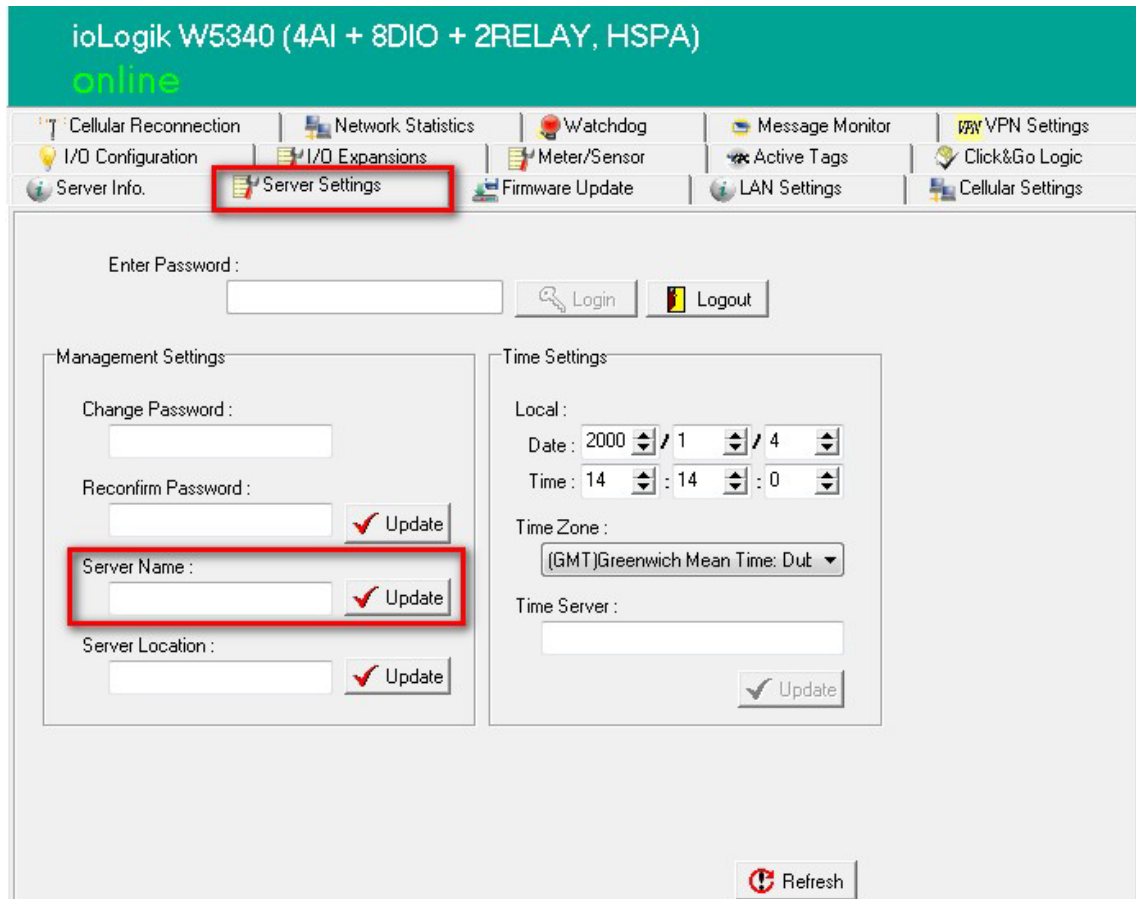 ioLogik W5340 (4AI + 8DIO + 2RELAY, HSPA)
online
Cellular Reconnection Network Statistics Watchdog Message Monitor VPN VPN Settings
I/O Configuration I/O Expansions Meter/Sensor Active Tags Click&Go Logic
Server Info. Server Settings Firmware Update LAN Settings Cellular Settings
Enter Password :
Login Logout
Management Settings
Change Password :
Reconfirm Password :
Update
Server Name :
Update
Server Location :
Update
Time Settings
Local :
Date : 2000 / 1 / 4
Time : 14 : 14 : 0
Time Zone :
(GMT)Greenwich Mean Time: Dub
Time Server :
Update
Refresh